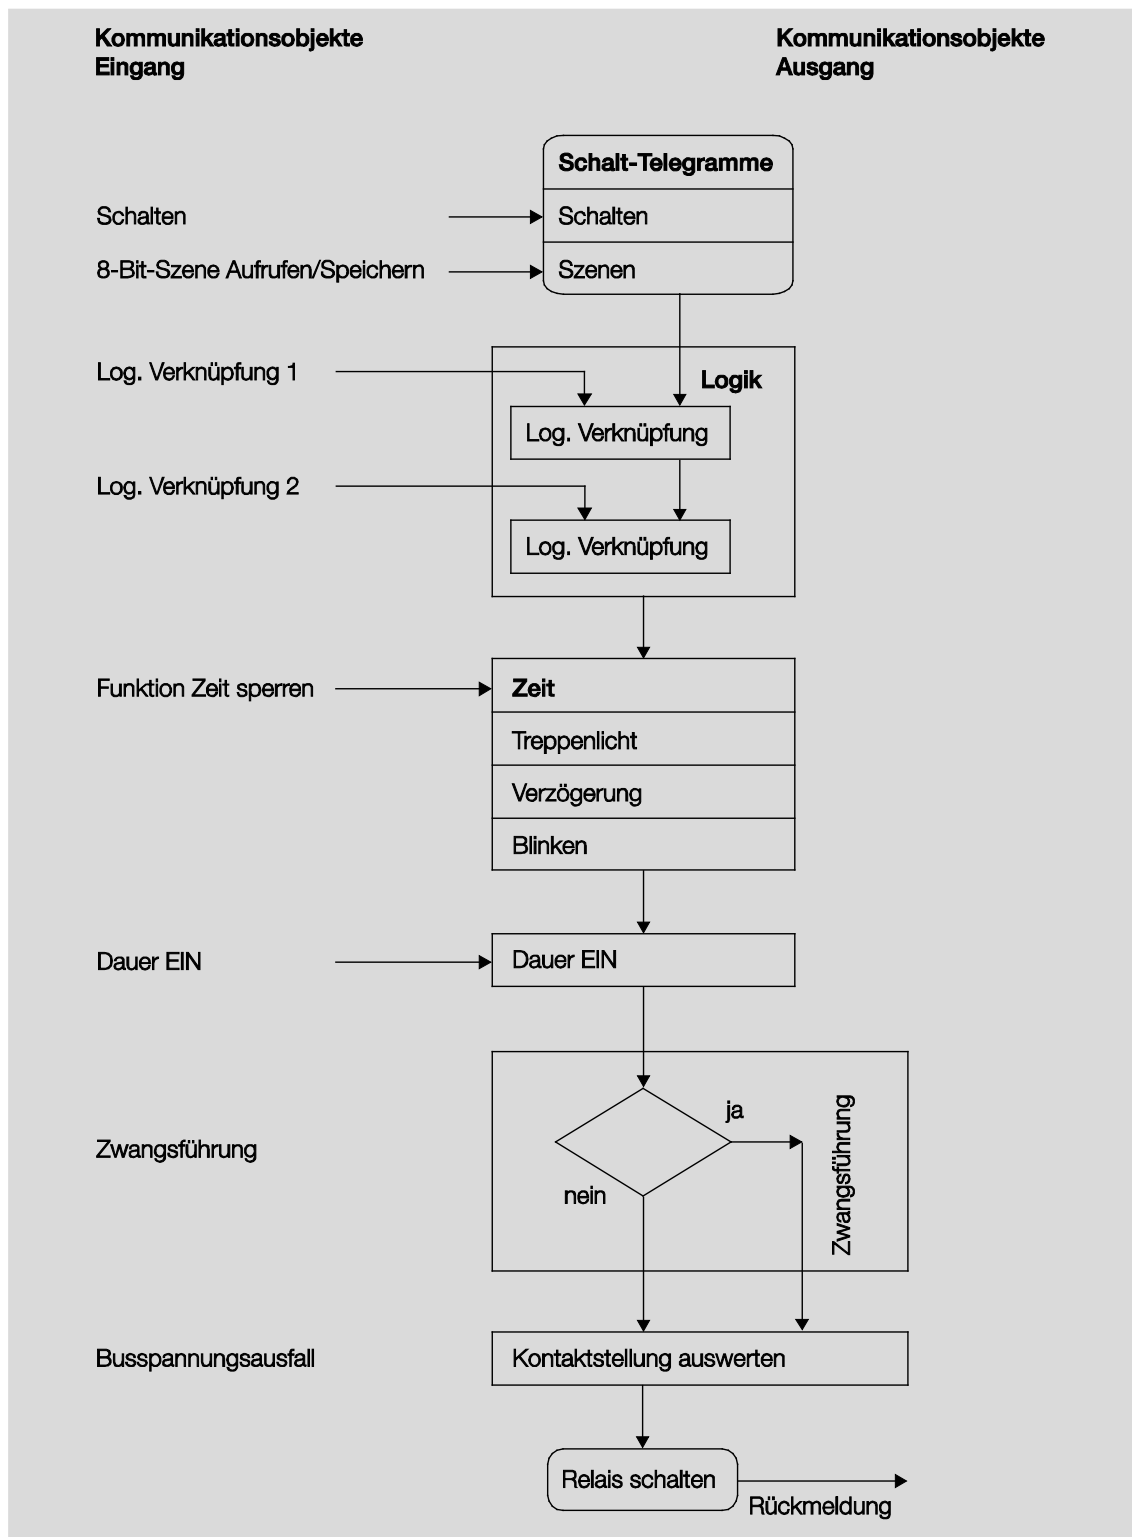 Kommunikationsobjekte
Eingang
Kommunikationsobjekte
Ausgang
Schalt-Telegramme
Schalten
Schalten
8-Bit-Szene Aufrufen/Speichern
Szenen
Log. Verknüpfung 1
Logik
Log. Verknüpfung
Log. Verknüpfung 2
Log. Verknüpfung
Funktion Zeit sperren
Zeit
Treppenlicht
Verzögerung
Blinken
Dauer EIN
Dauer EIN
ja
Zwangsführung
Zwangsführung
nein
Busspannungsausfall
Kontaktstellung auswerten
Relais schalten
Rückmeldung